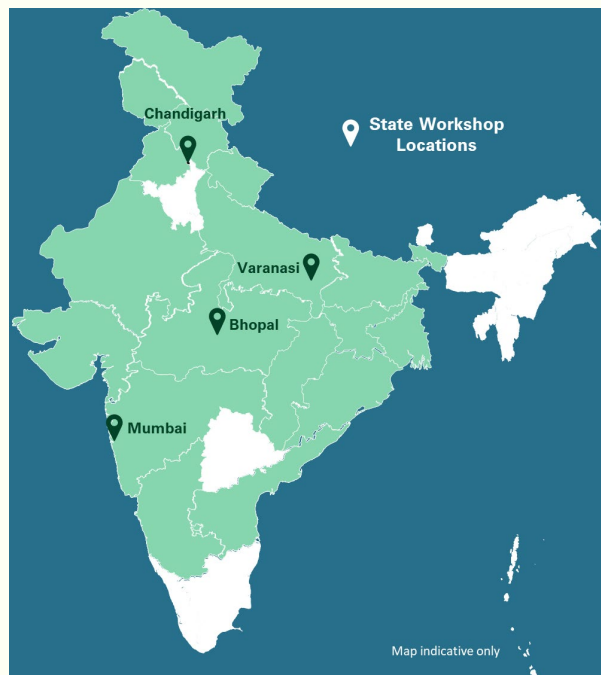 Chandigarh
State Workshop
Locations
Varanasi
Bhopal
Mumbai
Map indicative only